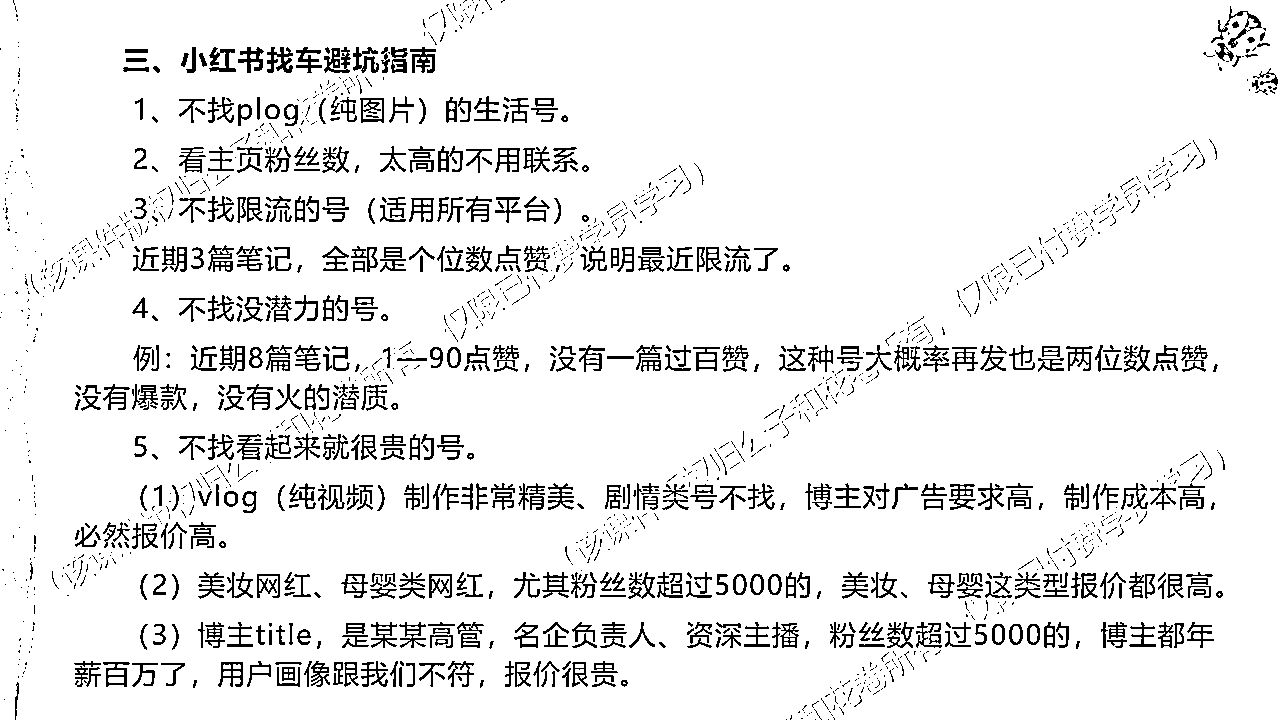 三、小红书找车避坑指南
1、不找plog（纯图片）的生活号。
2、看主页粉丝数，太高的不用联系。
3、不找限流的号（适用所有平台）。
近期3篇笔记，全部是个位数点赞，说明最近限流了。
4、不找没潜力的号。
例：近期8篇笔记，1—90点赞，没有一篇过百赞，这种号大概率再发也是两位数点赞，
没有爆款，没有火的潜质。
5、不找看起来就很贵的号。
（1）vlog（纯视频）制作非常精美、剧情类号不找，博主对广告要求高，制作成本高，
必然报价高。
（2）美妆网红、母婴类网红，尤其粉丝数超过5000的，美妆、母婴这类型报价都很高。
（3）博主title，是某某高管，名企负责人、资深主播，粉丝数超过5000的，博主都年
薪百万了，用户画像跟我们不符，报价很贵。